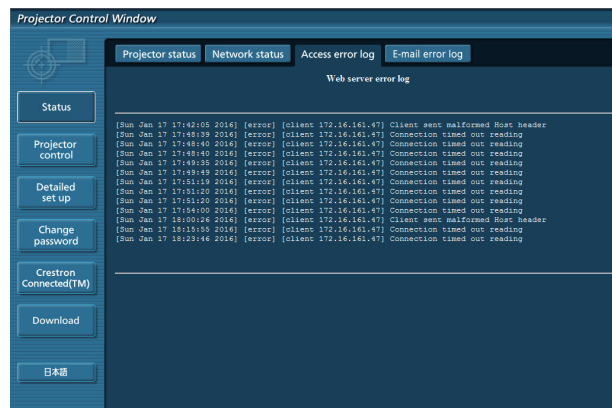 Projector Control Window
Projector status Network status Access error log E-mail error log
Web server error log
Status
Projector
control
Detailed
set up
Change
password
Crestron
Connected(TM)
Download
日本語
[Sun Jan 17 17:42:05 2016] [error] [client 172.16.161.47] Client sent malformed Host header
[Sun Jan 17 17:48:39 2016] [error] [client 172.16.161.47] Connection timed out reading
[Sun Jan 17 17:48:40 2016] [error] [client 172.16.161.47] Connection timed out reading
[Sun Jan 17 17:48:40 2016] [error] [client 172.16.161.47] Connection timed out reading
[Sun Jan 17 17:49:35 2016] [error] [client 172.16.161.47] Connection timed out reading
[Sun Jan 17 17:49:49 2016] [error] [client 172.16.161.47] Connection timed out reading
[Sun Jan 17 17:51:19 2016] [error] [client 172.16.161.47] Connection timed out reading
[Sun Jan 17 17:51:20 2016] [error] [client 172.16.161.47] Connection timed out reading
[Sun Jan 17 17:51:20 2016] [error] [client 172.16.161.47] Connection timed out reading
[Sun Jan 17 17:54:00 2016] [error] [client 172.16.161.47] Connection timed out reading
[Sun Jan 17 18:00:26 2016] [error] [client 172.16.161.47] Client sent malformed Host header
[Sun Jan 17 18:15:55 2016] [error] [client 172.16.161.47] Connection timed out reading
[Sun Jan 17 18:23:46 2016] [error] [client 172.16.161.47] Connection timed out reading